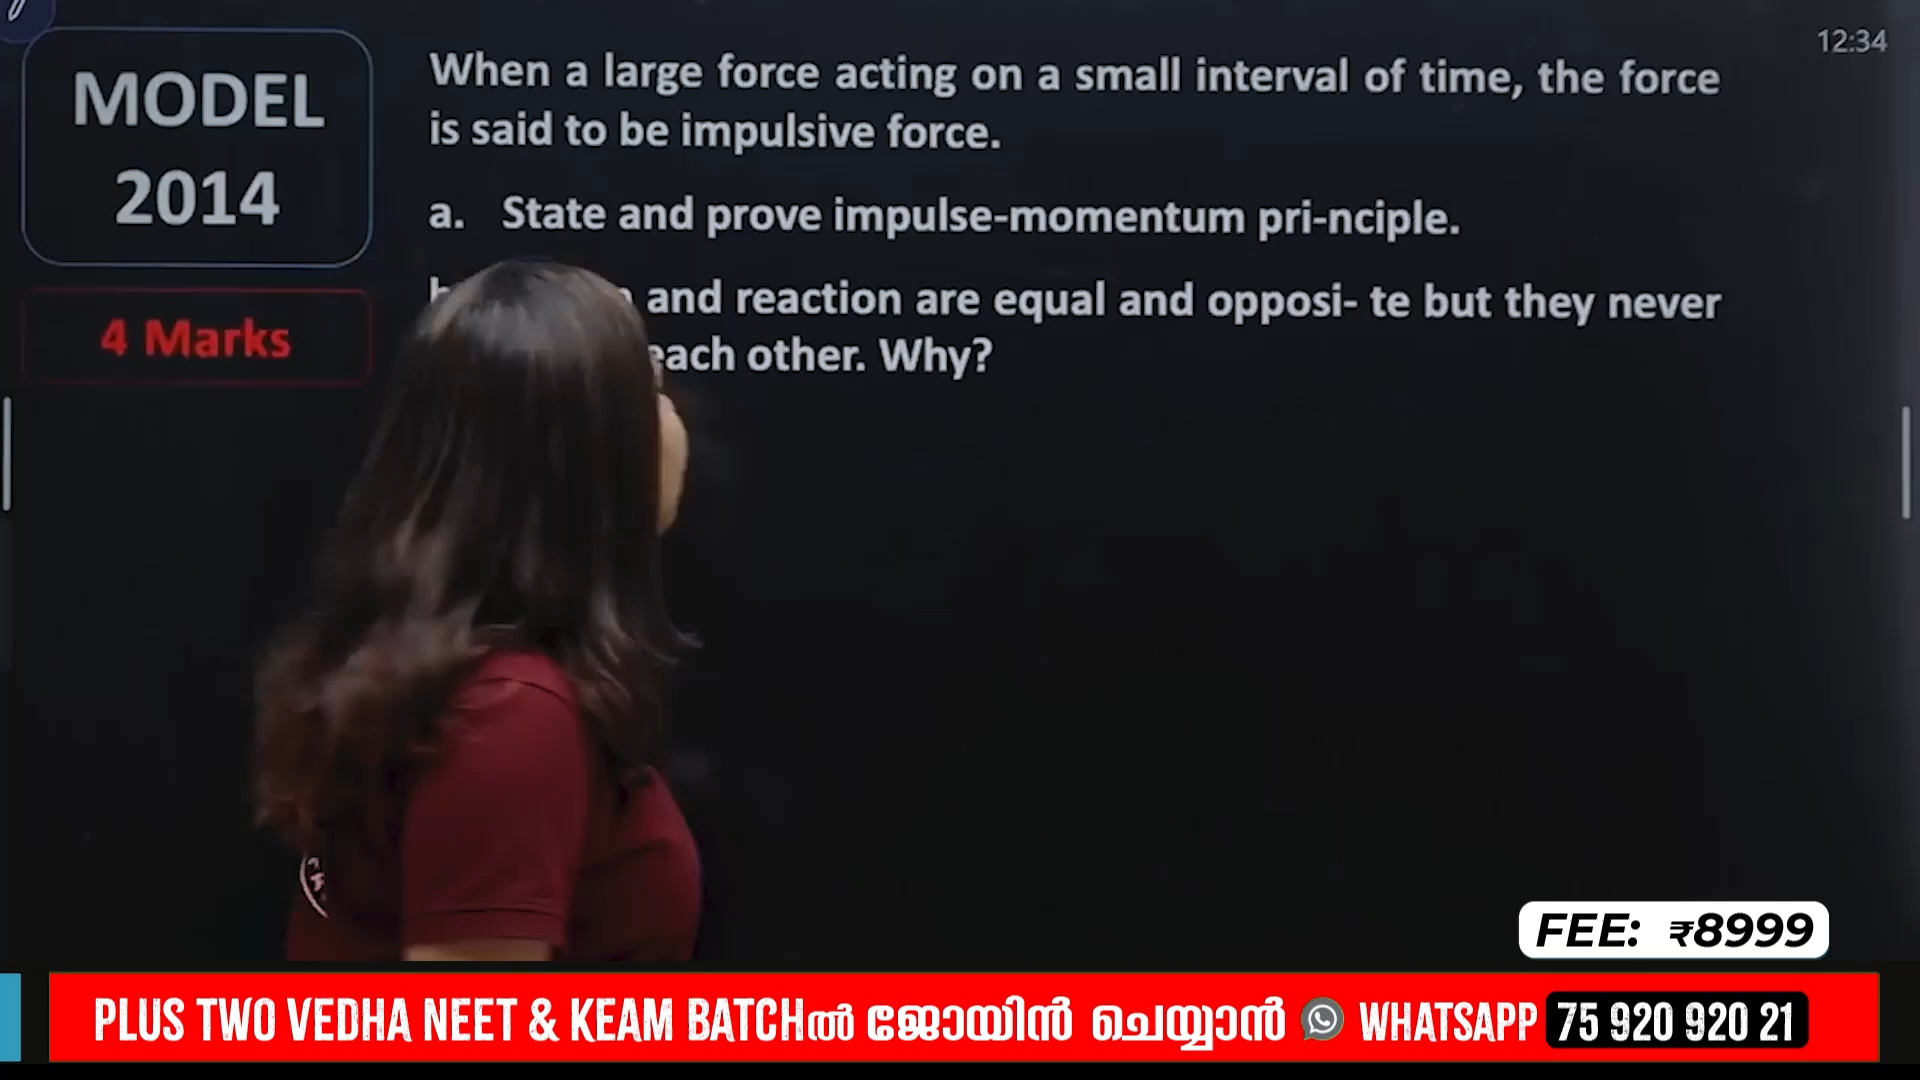 12:34
MODEL
2014
4 Marks
When a large force acting on a small interval of time, the force
is said to be impulsive force.
a. State and prove impulse-momentum pri-nciple.
and reaction are equal and opposi- te but they never
each other. Why?
FEE: ₹8999
PLUS TWO VEDHA NEET & KEAM BATCHൽ ജോയിൻ ചെയ്യാൻ WHATSAPP 75 920 920 21